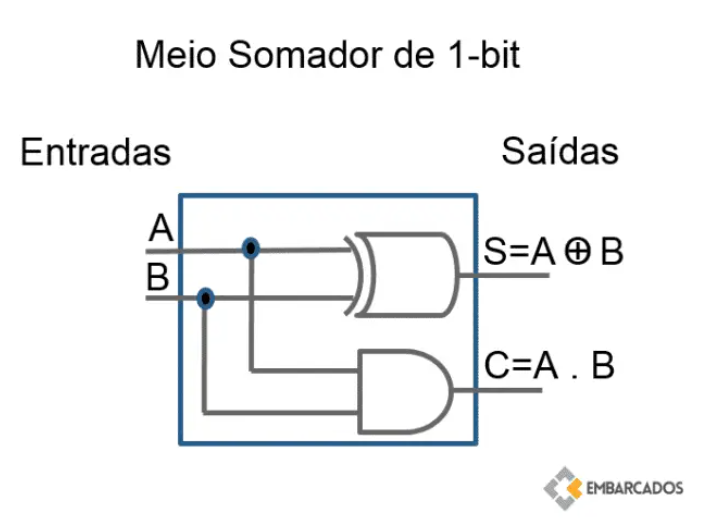 Meio Somador de 1-bit
Entradas
Saídas
A
S=A ⊕ B
B
C=A . B
EMBARCADOS